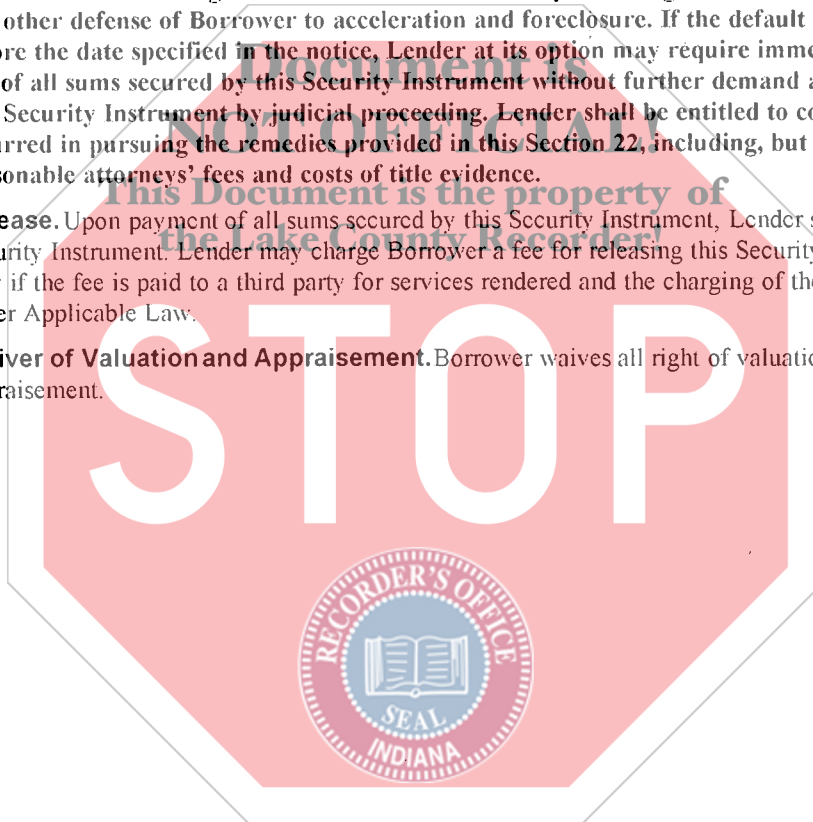 other defense of Borrower to acceleration and foreclosure. If the default
ore the date specified in the notice, Lender at its option may require imme
of all sums secured by this Security Instrument without further demand a
Security Instrument by judicial proceeding. Lender shall be entitled to co
rred in pursuing the remedies provided in this Section 22, including, but
onable attorneys' fees and costs of title evidence.
ease. Upon payment of all sums secured by this Security Instrument, Lender s
urity Instrument. Lender may charge Borrower a fee for releasing this Security
if the fee is paid to a third party for services rendered and the charging of the
er Applicable Law.
iver of Valuation and Appraisement. Borrower waives all right of valuatio
raisement.
Document is
NOT OFFICIAL!
This Document is the property of
the Lake County Recorder!
STOP
RECORDER'S OFFICE
SEAL
INDIANA